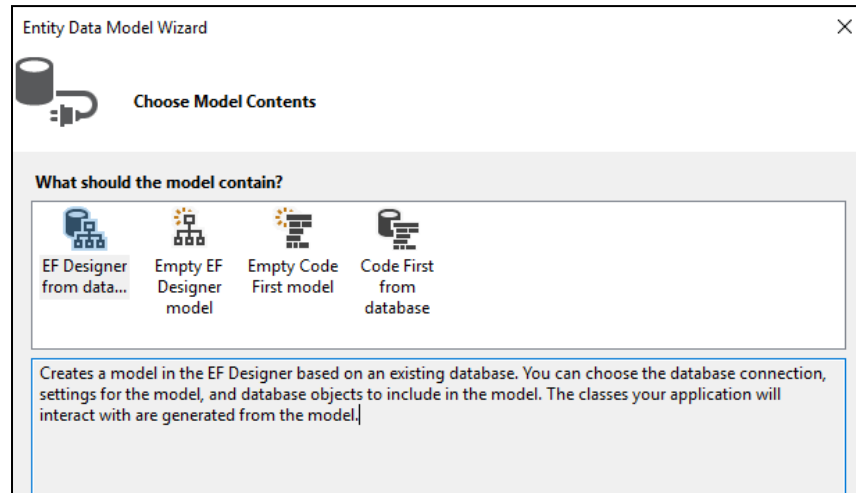 Entity Data Model Wizard
Choose Model Contents
What should the model contain?
EF Designer
from data...
Empty EF
Designer
model
Empty Code
First model
Code First
from
database
Creates a model in the EF Designer based on an existing database. You can choose the database connection,
settings for the model, and database objects to include in the model. The classes your application will
interact with are generated from the model.